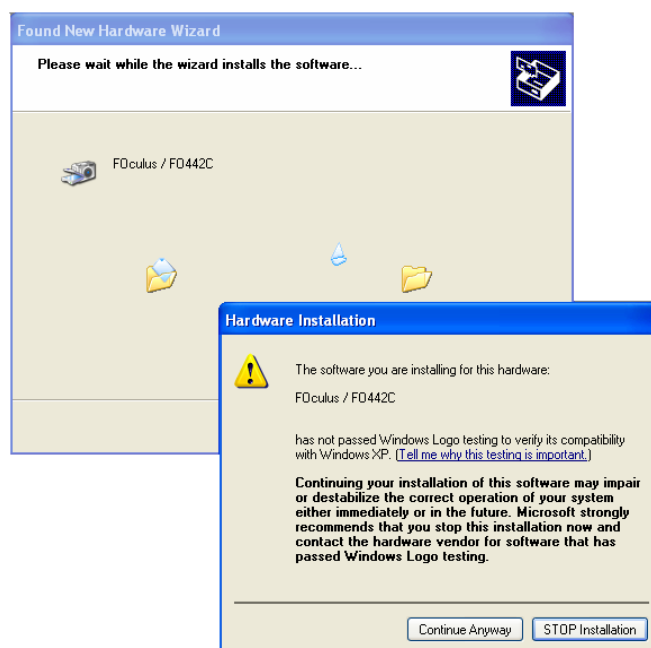 Found New Hardware Wizard
Please wait while the wizard installs the software...
FOculus / FO442C
Hardware Installation
The software you are installing for this hardware:
FOculus / FO442C
has not passed Windows Logo testing to verify its compatibility
with Windows XP. (Tell me why this testing is important.)
Continuing your installation of this software may impair
or destabilize the correct operation of your system
either immediately or in the future. Microsoft strongly
recommends that you stop this installation now and
contact the hardware vendor for software that has
passed Windows Logo testing.
Continue Anyway STOP Installation